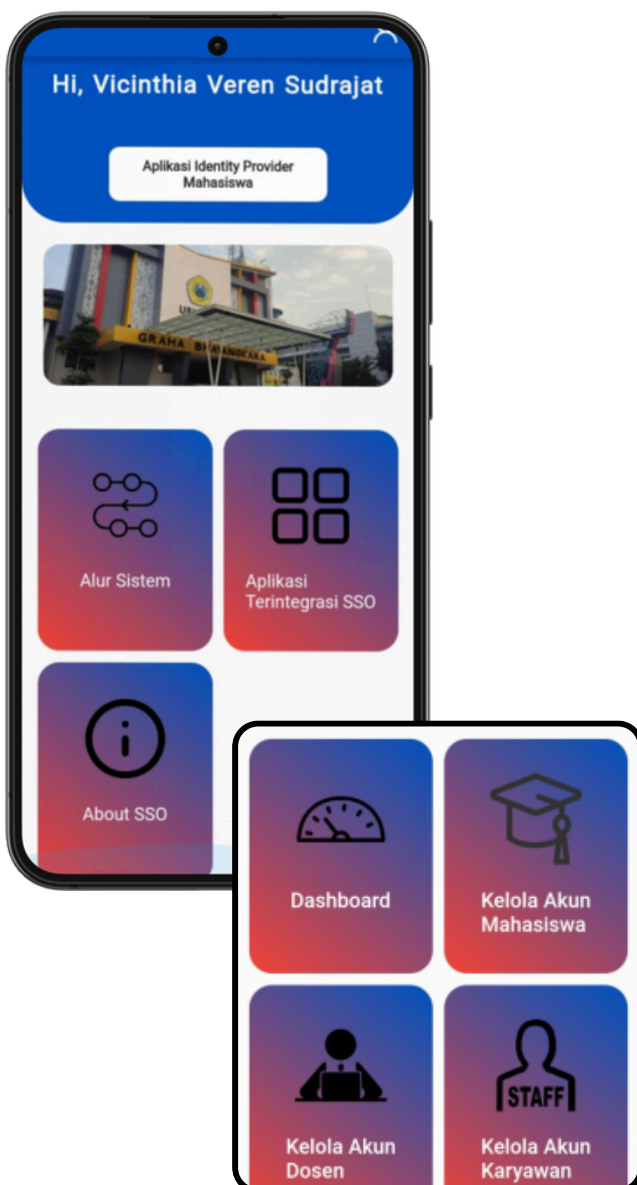 Hi, Vicinthia Veren Sudrajat
Aplikasi Identity Provider
Mahasiswa
GRAHA BHAYANGKARA
Alur Sistem
Aplikasi
Terintegrasi SSO
About SSO
Dashboard
Kelola Akun
Mahasiswa
STAFF
Kelola Akun
Dosen
Kelola Akun
Karyawan